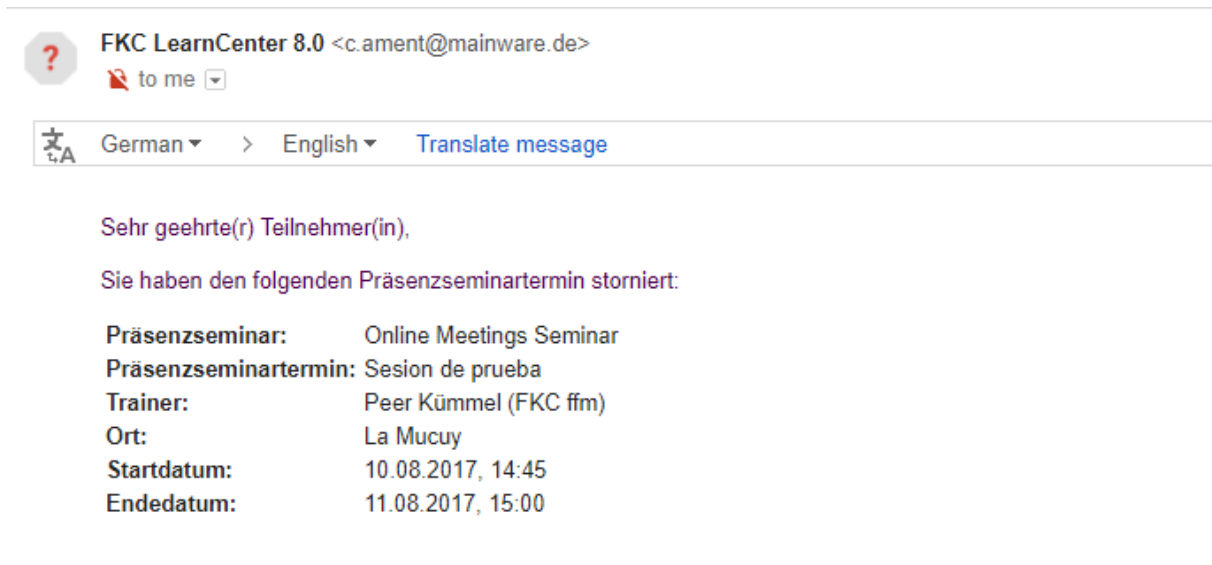 ?
FKC LearnCenter 8.0 <c.ament@mainware.de>
to me
German > English Translate message
Sehr geehrte(r) Teilnehmer(in),
Sie haben den folgenden Präsenzseminartermin storniert:
Präsenzseminar: Online Meetings Seminar
Präsenzseminartermin: Sesion de prueba
Trainer: Peer Kümmel (FKC ffm)
Ort: La Mucuy
Startdatum: 10.08.2017, 14:45
Endedatum: 11.08.2017, 15:00